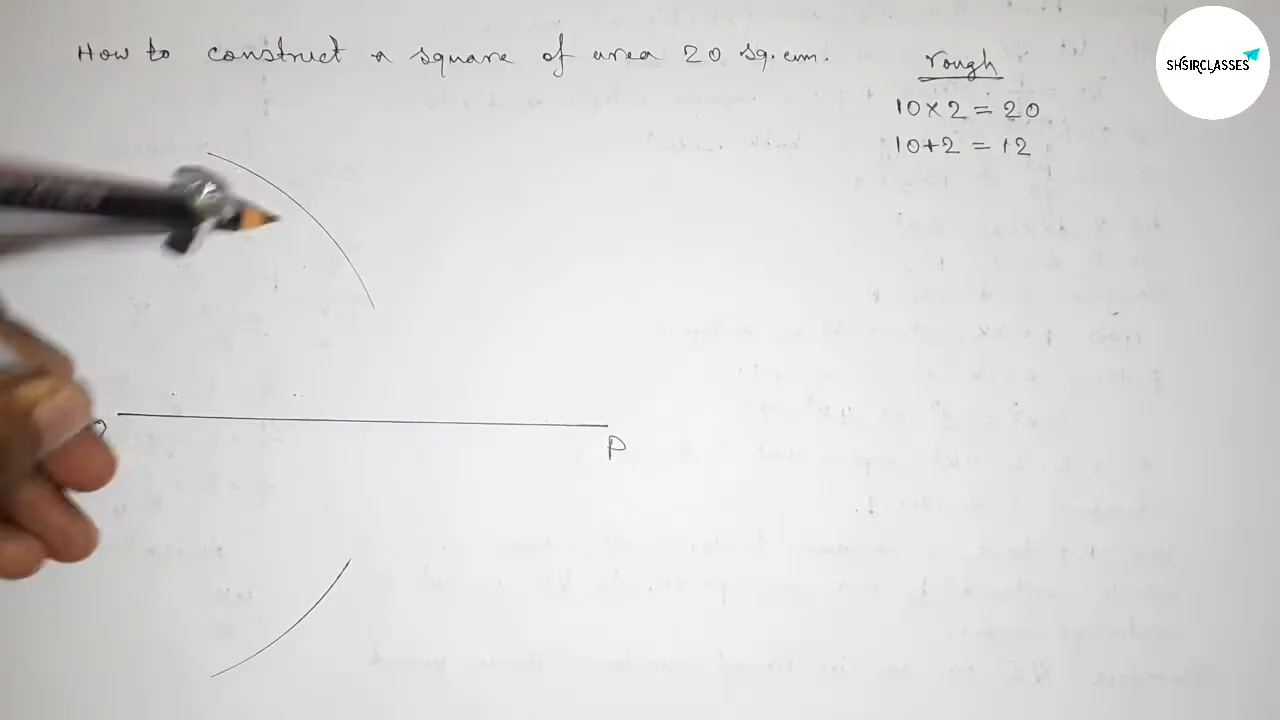 How to construct a square of area 20 sq.cm.
rough
SHSIRCLASSES
10×2 = 20
10+2 = 12
P